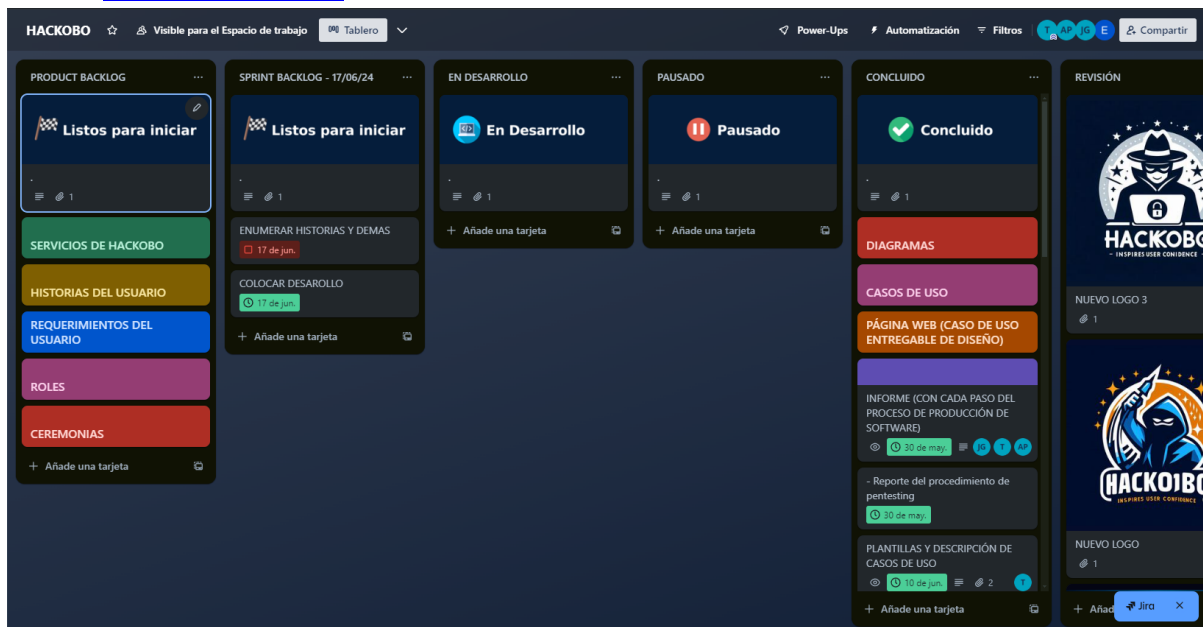 HACKOBO
Visible para el Espacio de trabajo
Tablero
Power-Ups
Automatización
Filtros
T
AP
JG
E
Compartir
PRODUCT BACKLOG
Listos para iniciar
.
1
SERVICIOS DE HACKOBO
HISTORIAS DEL USUARIO
REQUERIMIENTOS DEL
USUARIO
ROLES
CEREMONIAS
+ Añade una tarjeta
SPRINT BACKLOG - 17/06/24
Listos para iniciar
.
1
ENUMERAR HISTORIAS Y DEMAS
17 de jun.
COLOCAR DESAROLLO
17 de jun.
+ Añade una tarjeta
EN DESARROLLO
En Desarrollo
.
1
+ Añade una tarjeta
PAUSADO
Pausado
.
1
+ Añade una tarjeta
CONCLUIDO
Concluido
.
1
DIAGRAMAS
CASOS DE USO
PÁGINA WEB (CASO DE USO
ENTREGABLE DE DISEÑO)
INFORME (CON CADA PASO DEL
PROCESO DE PRODUCCIÓN DE
SOFTWARE)
30 de may.
JG
T
AP
- Reporte del procedimiento de
pentesting
30 de may.
PLANTILLAS Y DESCRIPCIÓN DE
CASOS DE USO
10 de jun.
2
T
+ Añade una tarjeta
REVISIÓN
HACKOBO
- INSPIRES USER CONIDENCE -
NUEVO LOGO 3
1
HACKO1BO
INSPIRES USER CONFIDENCE
NUEVO LOGO
1
+ Añad
Jira